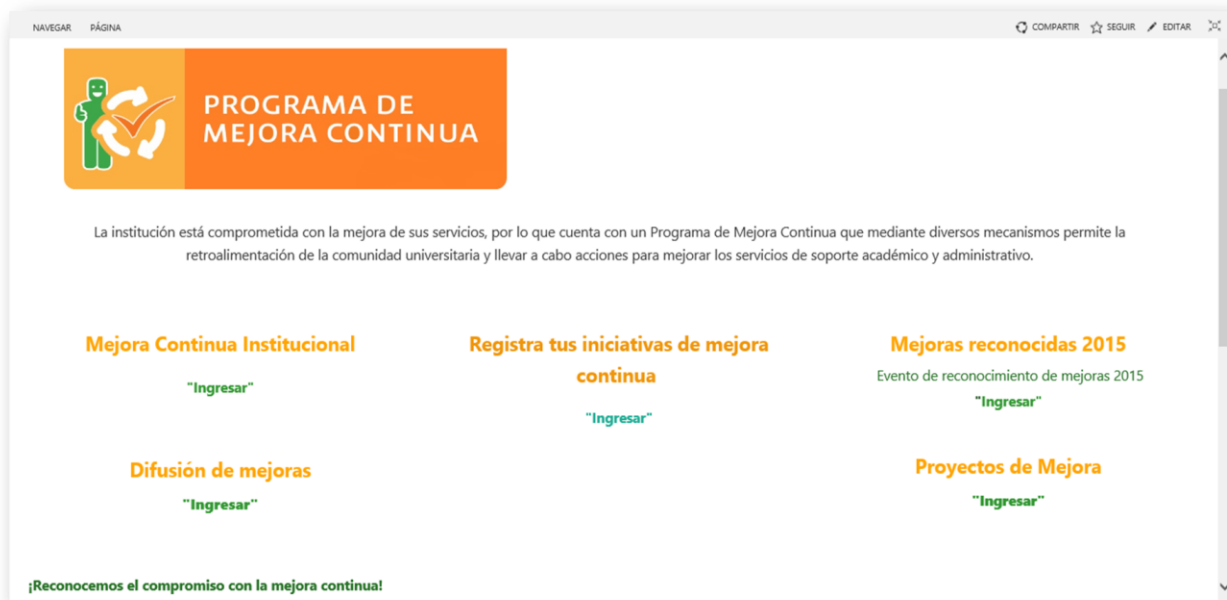 NAVEGAR PÁGINA
COMPARTIR SEGUIR EDITAR
PROGRAMA DE
MEJORA CONTINUA
La institución está comprometida con la mejora de sus servicios, por lo que cuenta con un Programa de Mejora Continua que mediante diversos mecanismos permite la
retroalimentación de la comunidad universitaria y llevar a cabo acciones para mejorar los servicios de soporte académico y administrativo.
Mejora Continua Institucional
"Ingresar"
Registra tus iniciativas de mejora
continua
"Ingresar"
Mejoras reconocidas 2015
Evento de reconocimiento de mejoras 2015
"Ingresar"
Difusión de mejoras
"Ingresar"
Proyectos de Mejora
"Ingresar"
¡Reconocemos el compromiso con la mejora continua!